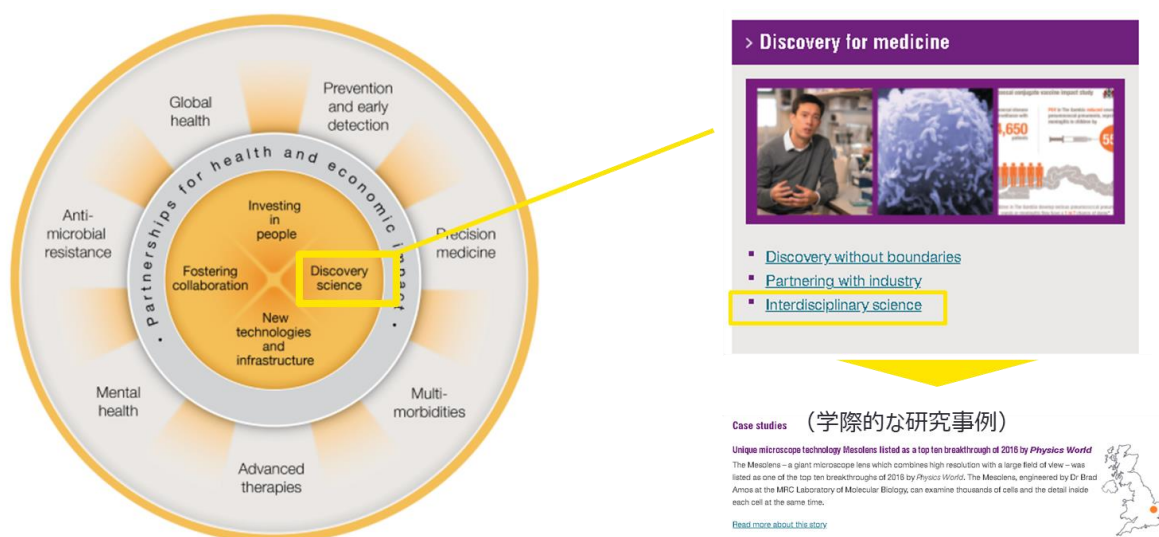 Global
health
Prevention
and early
detection
Anti-
microbial
resistance
Precision
medicine
Mental
health
Multi-
morbidities
Advanced
therapies
• Partnerships for health and economic impact •
Investing
in
people
Fostering
collaboration
Discovery
science
New
technologies
and
infrastructure
> Discovery for medicine
conjugate vaccine impact study
,650
55
Discovery without boundaries
Partnering with industry
Interdisciplinary science
Case studies （学際的な研究事例）
Unique microscope technology Mesolens listed as a top ten breakthrough of 2016 by Physics World
The Mesolens – a giant microscope lens which combines high resolution with a large field of view – was
listed as one of the top ten breakthroughs of 2016 by Physics World. The Mesolens, engineered by Dr Brad
Amos at the MRC Laboratory of Molecular Biology, can examine thousands of cells and the detail inside
each cell at the same time.
Read more about this story